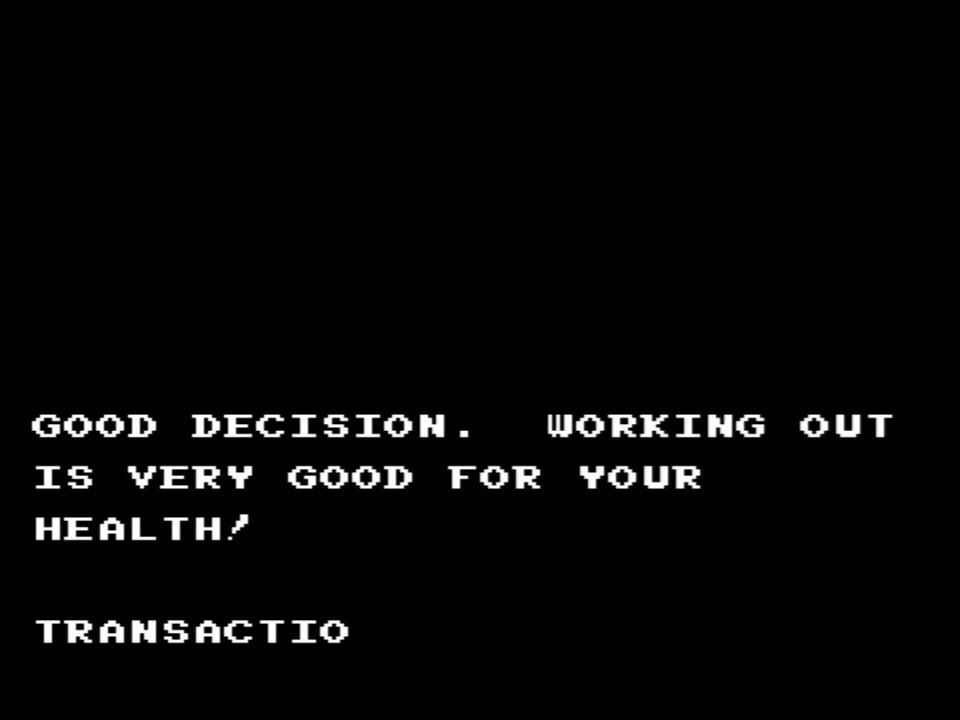 GOOD DECISION.  WORKING OUT
IS VERY GOOD FOR YOUR
HEALTH!
TRANSACTIO